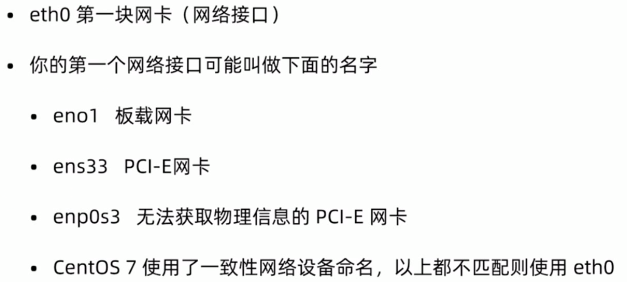 • eth0 第一块网卡（网络接口）
• 你的第一个网络接口可能叫做下面的名字
• eno1 板载网卡
• ens33 PCI-E网卡
• enp0s3 无法获取物理信息的 PCI-E 网卡
• CentOS 7 使用了一致性网络设备命名，以上都不匹配则使用 eth0